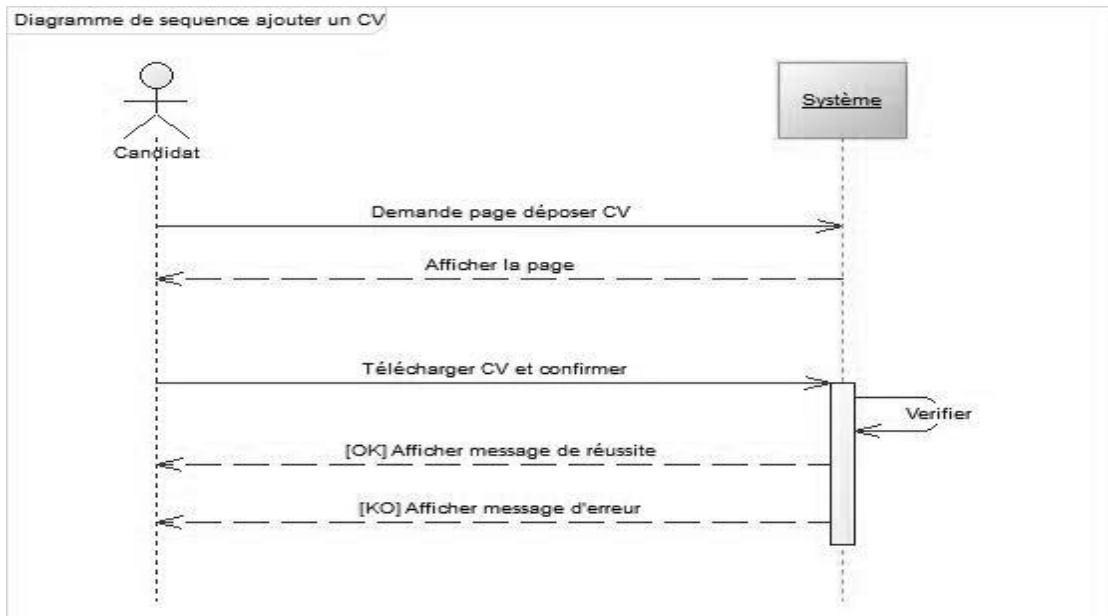 Diagramme de sequence ajouter un CV
Système
Candidat
Demande page déposer CV
Afficher la page
Télécharger CV et confirmer
Verifier
[OK] Afficher message de réussite
[KO] Afficher message d'erreur